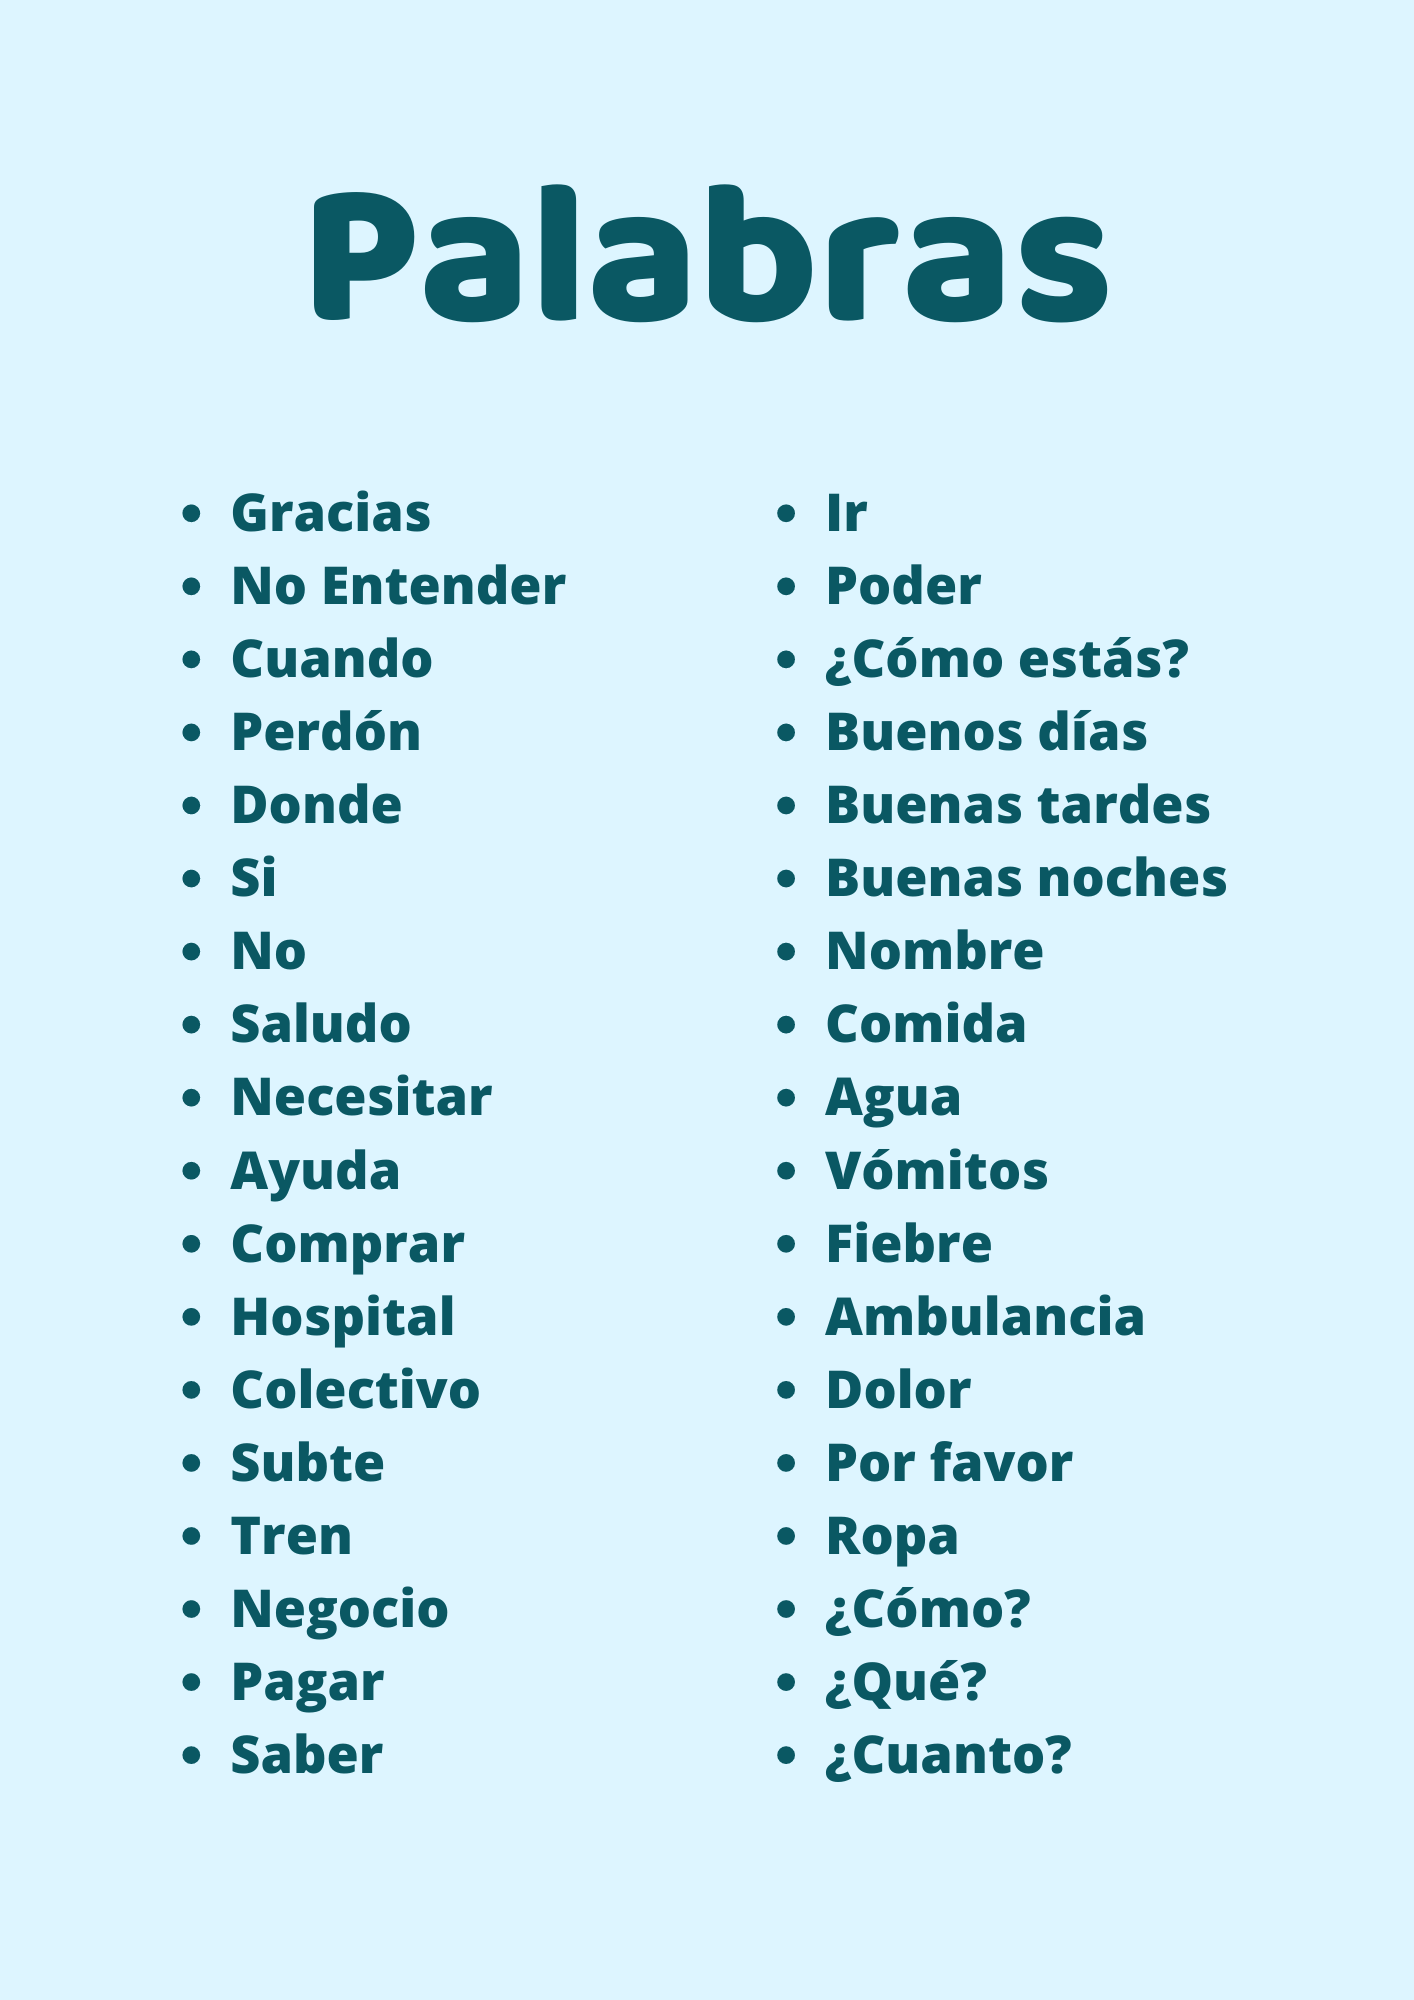 Palabras
Gracias
No Entender
Cuando
Perdón
Donde
Si
No
Saludo
Necesitar
Ayuda
Comprar
Hospital
Colectivo
Subte
Tren
Negocio
Pagar
Saber
Ir
Poder
¿Cómo estás?
Buenos días
Buenas tardes
Buenas noches
Nombre
Comida
Agua
Vómitos
Fiebre
Ambulancia
Dolor
Por favor
Ropa
¿Cómo?
¿Qué?
¿Cuanto?